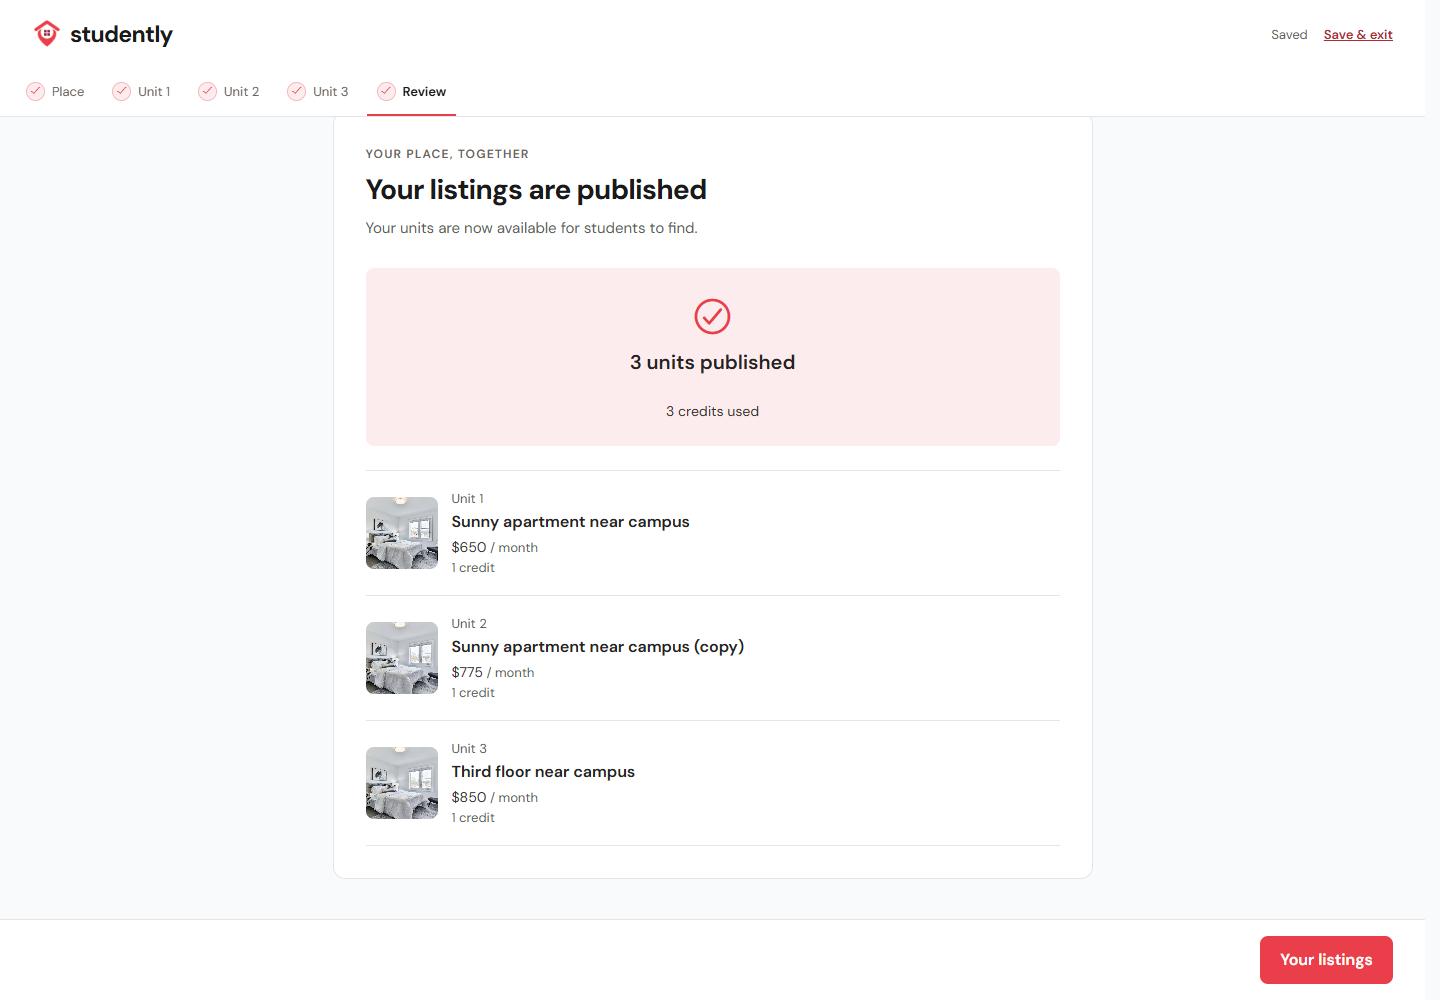 studently
Saved
Save & exit
Place
Unit 1
Unit 2
Unit 3
Review
YOUR PLACE, TOGETHER
Your listings are published
Your units are now available for students to find.
3 units published
3 credits used
Unit 1
Sunny apartment near campus
$650 / month
1 credit
Unit 2
Sunny apartment near campus (copy)
$775 / month
1 credit
Unit 3
Third floor near campus
$850 / month
1 credit
Your listings